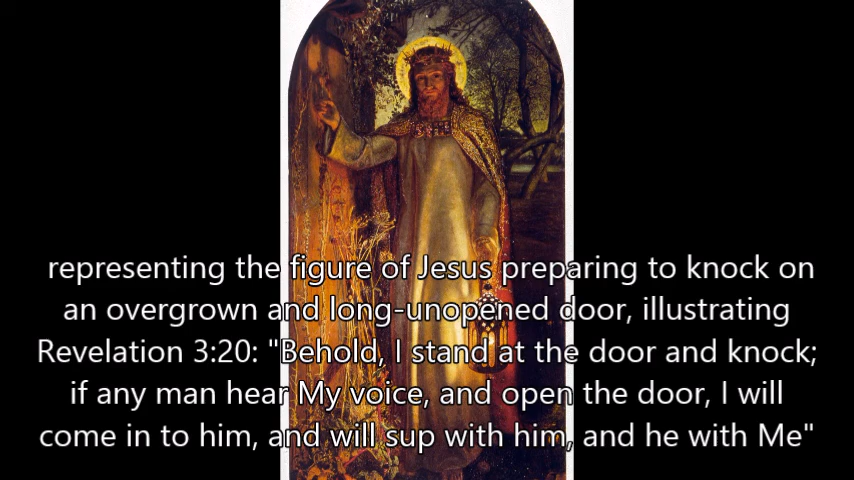 representing the figure of Jesus preparing to knock on
an overgrown and long-unopened door, illustrating
Revelation 3:20: "Behold, I stand at the door and knock;
if any man hear My voice, and open the door, I will
come in to him, and will sup with him, and he with Me"